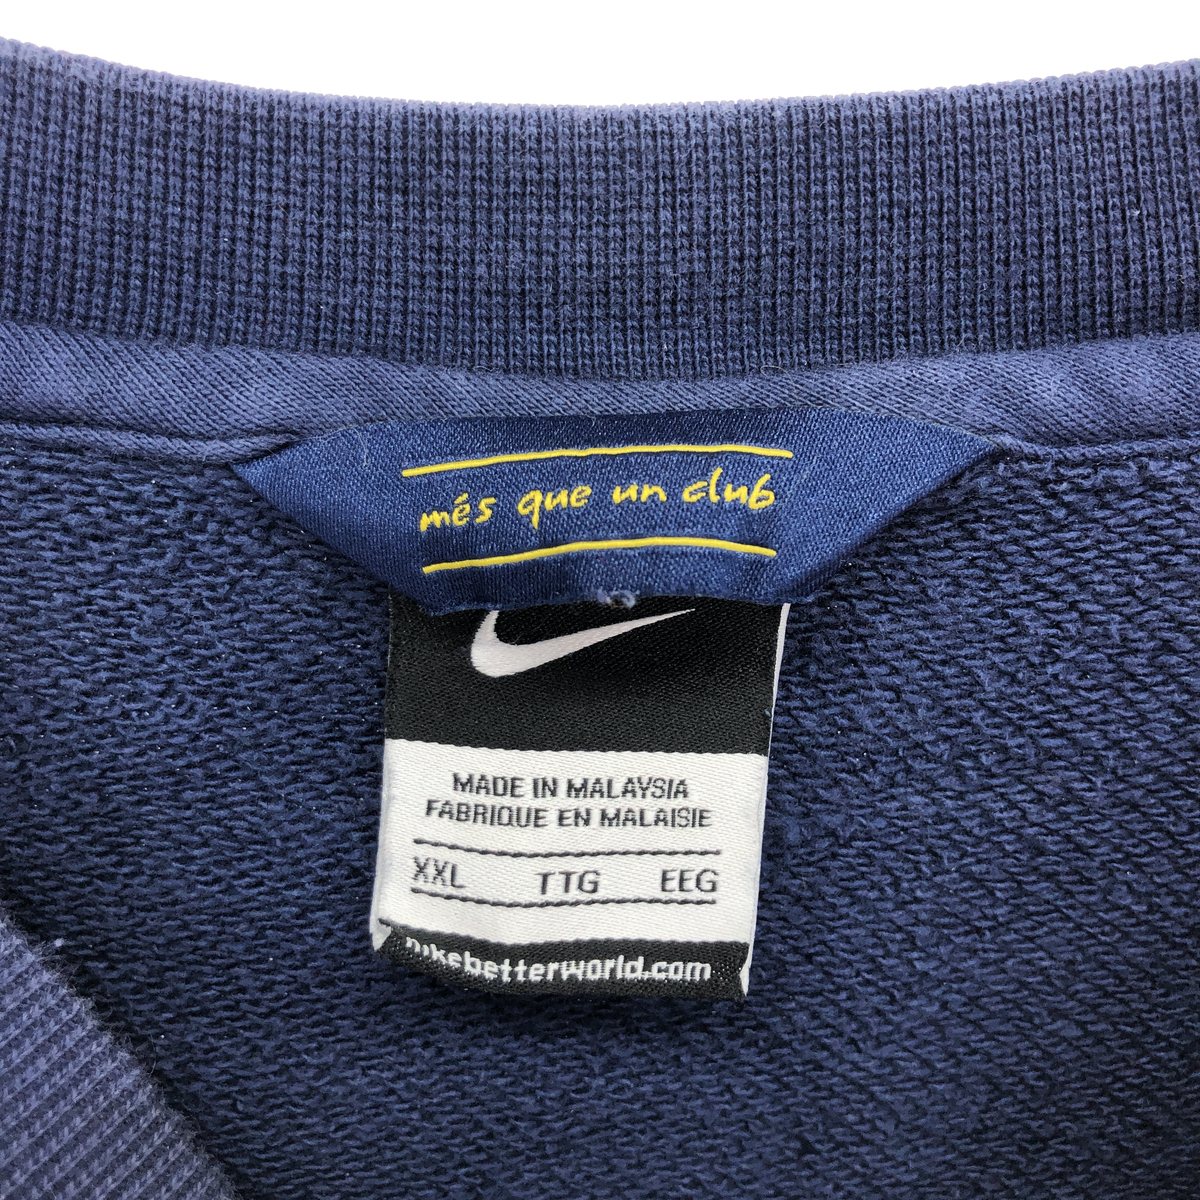 més que un club
MADE IN MALAYSIA
FABRIQUE EN MALAISIE
XXL TTG EEG
nikebetterworld.com